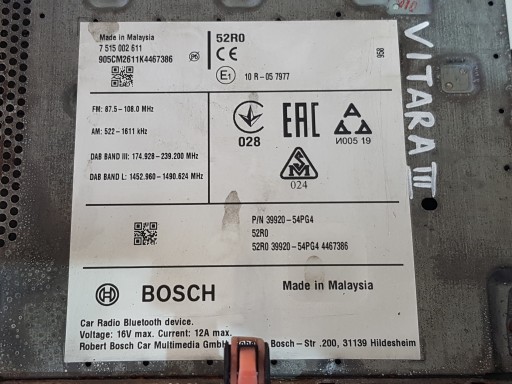 Made in Malaysia
7 515 002 611
905CM2611K4467386
52R0
CE
E1
10 R - 05 7977
FM: 87.5 - 108.0 MHz
AM: 522 - 1611 kHz
DAB BAND III: 174.928 - 239.200 MHz
DAB BAND L: 1452.960 - 1490.624 MHz
028
EAC
И005 19
024
P/N 39920-54PG4
52R0
52R0 39920-54PG4 4467386
BOSCH
Made in Malaysia
Car Radio Bluetooth device.
Voltage: 16V max. Current: 12A max.
Robert Bosch Car Multimedia GmbH Bosch - Str .200, 31139 Hildesheim
VITARA III